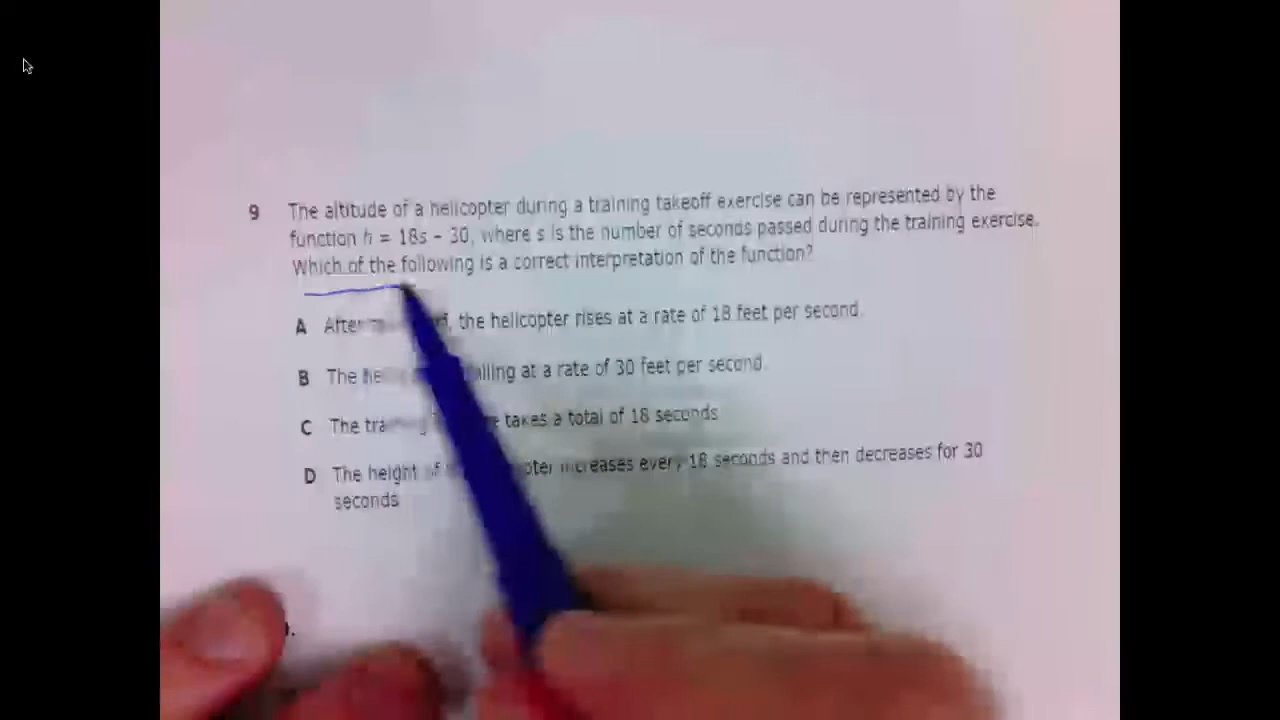 9 The altitude of a helicopter during a training takeoff exercise can be represented by the
function h = 18s - 30, where s is the number of seconds passed during the training exercise.
Which of the following is a correct interpretation of the function?
A After the helicopter rises at a rate of 18 feet per second.
B The at a rate of 30 feet per second.
C The takes a total of 18 seconds
D The height of increases every 18 seconds and then decreases for 30
seconds